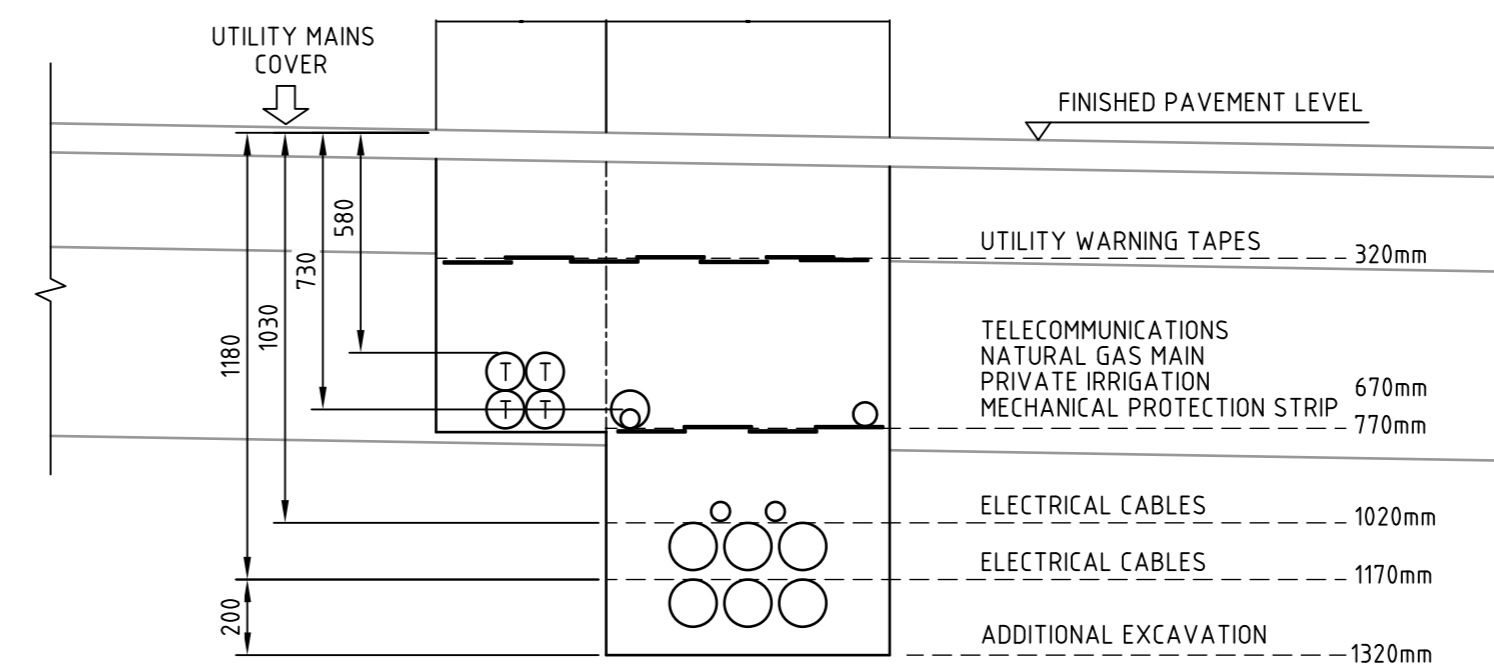 UTILITY MAINS
COVER
FINISHED PAVEMENT LEVEL
580
730
1030
1180
200
UTILITY WARNING TAPES
320mm
T T
T T
TELECOMMUNICATIONS
NATURAL GAS MAIN
PRIVATE IRRIGATION
670mm
MECHANICAL PROTECTION STRIP
770mm
ELECTRICAL CABLES
1020mm
ELECTRICAL CABLES
1170mm
ADDITIONAL EXCAVATION
1320mm